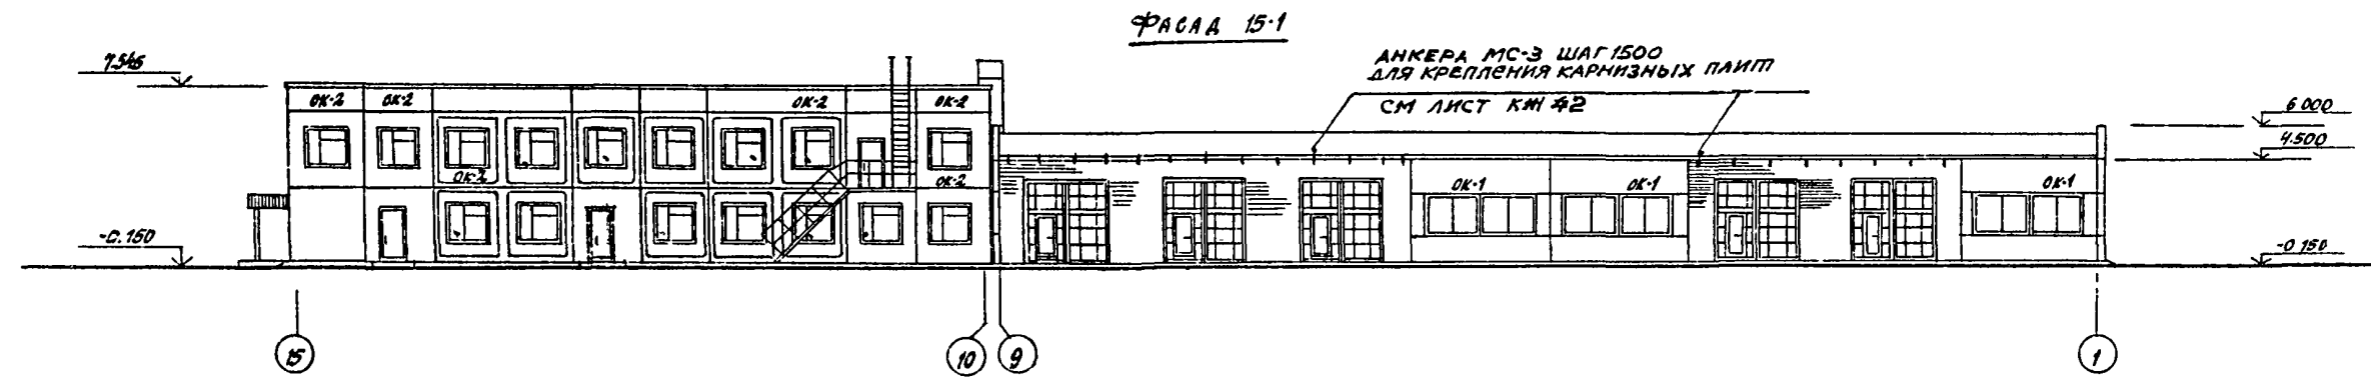 ФАСАД 15-1
АНКЕРА МС-3 ШАГ 1500
ДЛЯ КРЕПЛЕНИЯ КАРНИЗНЫХ ПЛИТ
СМ ЛИСТ КЖ 42
7.545
6 000
4.500
ОК-2 ОК-2 ОК-2 ОК-2
ОК-2 ОК-2
ОК-1 ОК-1 ОК-1
-0.150 -0 150
15 10 9 1